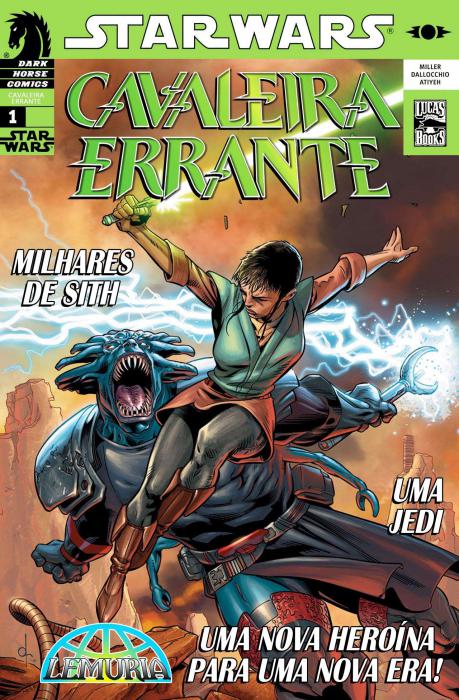 STAR WARS®
DARK
HORSE
COMICS
®
CAVALEIRA
ERRANTE
1
STAR
WARS
MILLER
DALLOCCHIO
ATIYEH
LUCAS
BOOKS
CAVALEIRA
ERRANTE
MILHARES
DE SITH
UMA
JEDI
UMA NOVA HEROÍNA
PARA UMA NOVA ERA!
LEMURIA